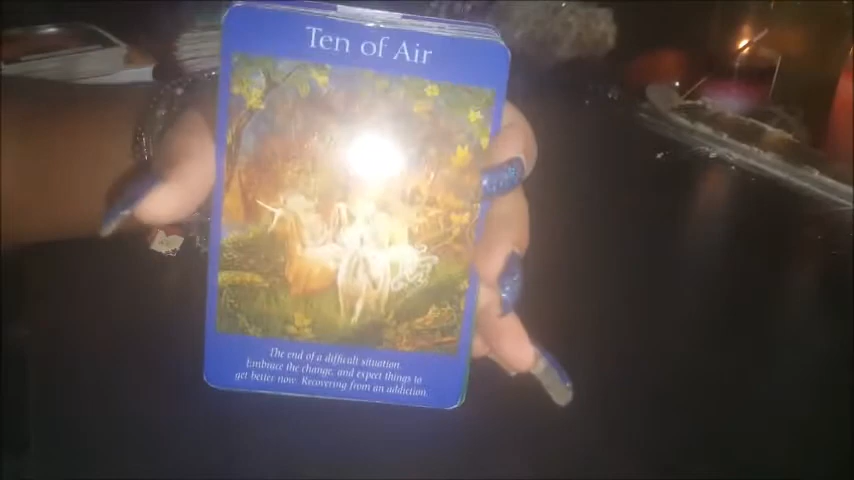 Ten of Air
The end of a difficult situation.
Embrace the change, and expect things to
get better now. Recovering from an addiction.